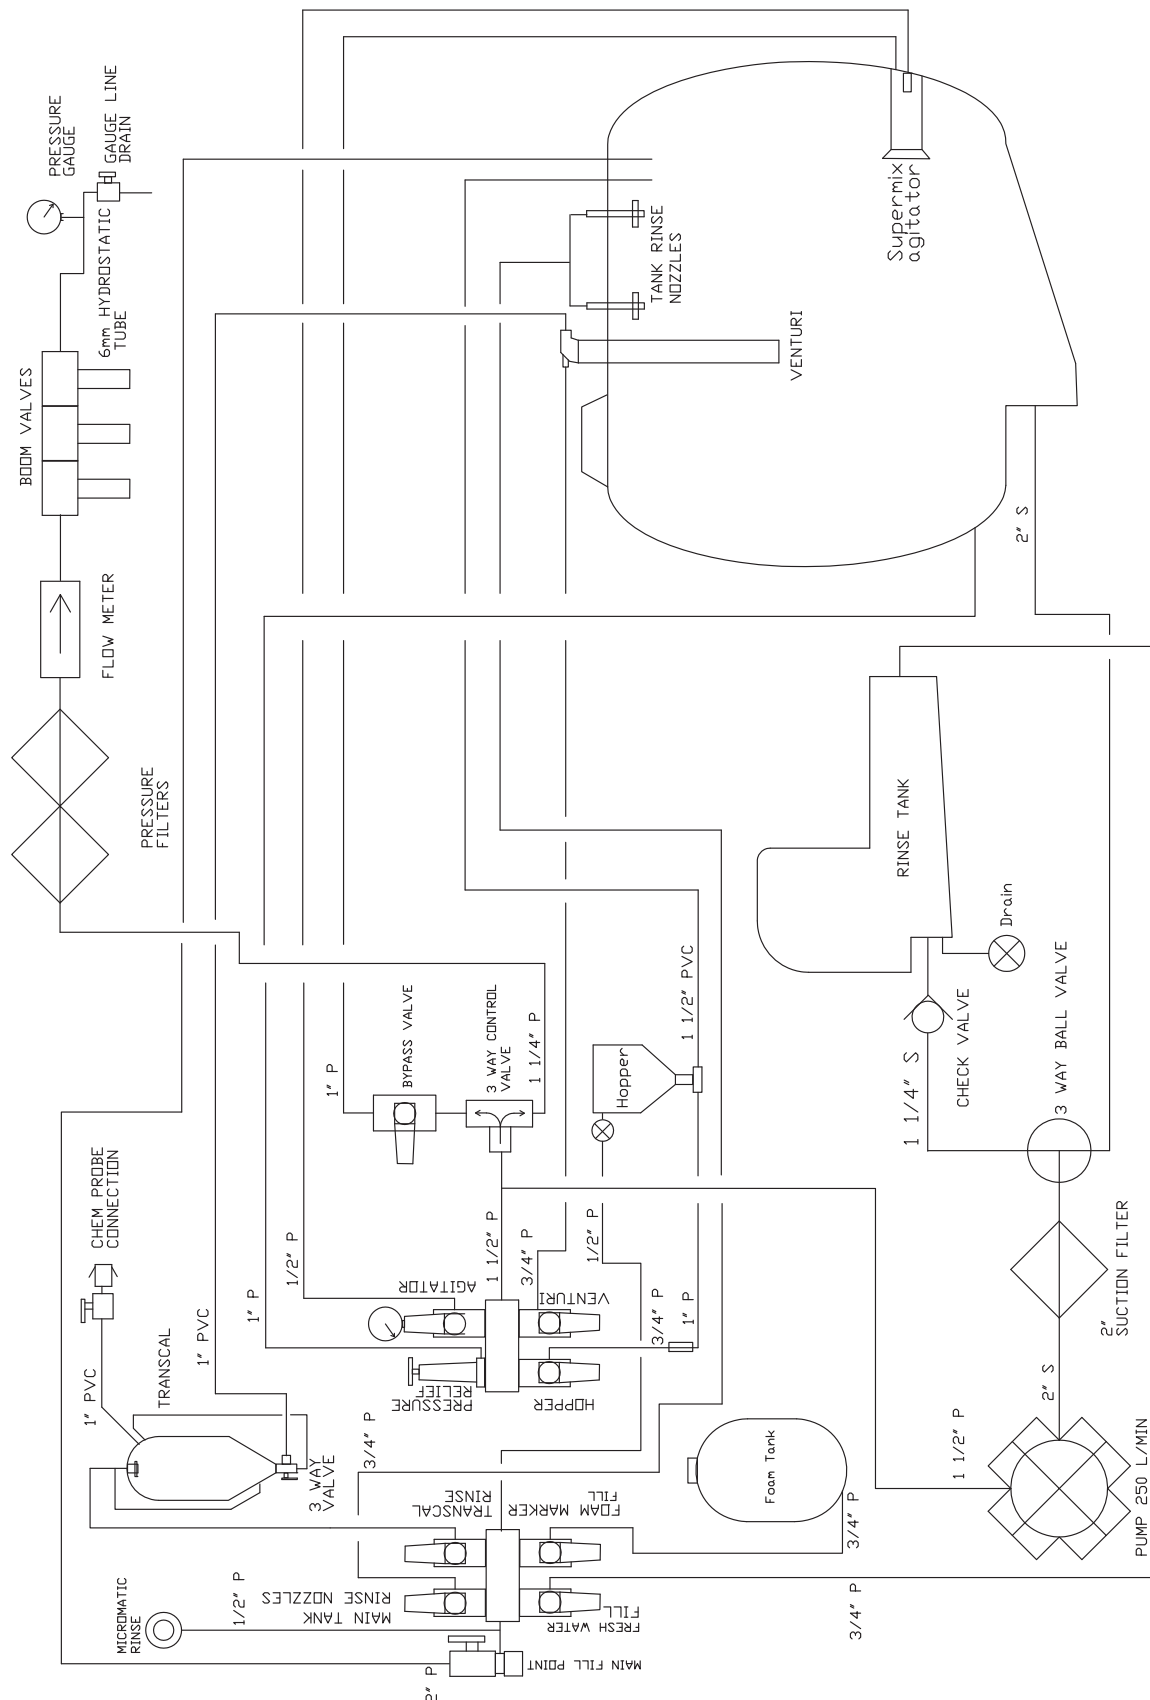 PRESSURE
GAUGE
GAUGE LINE
DRAIN
6mm HYDROSTATIC
TUBE
BOOM VALVES
FLOW METER
PRESSURE
FILTERS
TANK RINSE
NOZZLES
VENTURI
Supermix
agitator
2" S
RINSE TANK
Drain
CHECK VALVE
1 1/4" S
3 WAY BALL VALVE
2"
SUCTION FILTER
2" S
1 1/2" P
PUMP 250 L/MIN
1" P
BYPASS VALVE
3 WAY CONTROL
VALVE
1 1/4" P
Hopper
1 1/2" PVC
CHEM PROBE
CONNECTION
1" PVC
TRANSCAL
1" PVC
3 WAY
VALVE
1" P
1/2" P
AGITATOR
1 1/2" P
3/4" P
VENTURI
1/2" P
3/4" P
1" P
PRESSURE
RELIEF
HOPPER
3/4" P
TRANSCAL
RINSE
FOAM MARKER
FILL
Foam Tank
3/4" P
3/4" P
MICROMATIC
RINSE
1/2" P
MAIN TANK
RINSE NOZZLES
FRESH WATER
FILL
MAIN FILL POINT
2" P